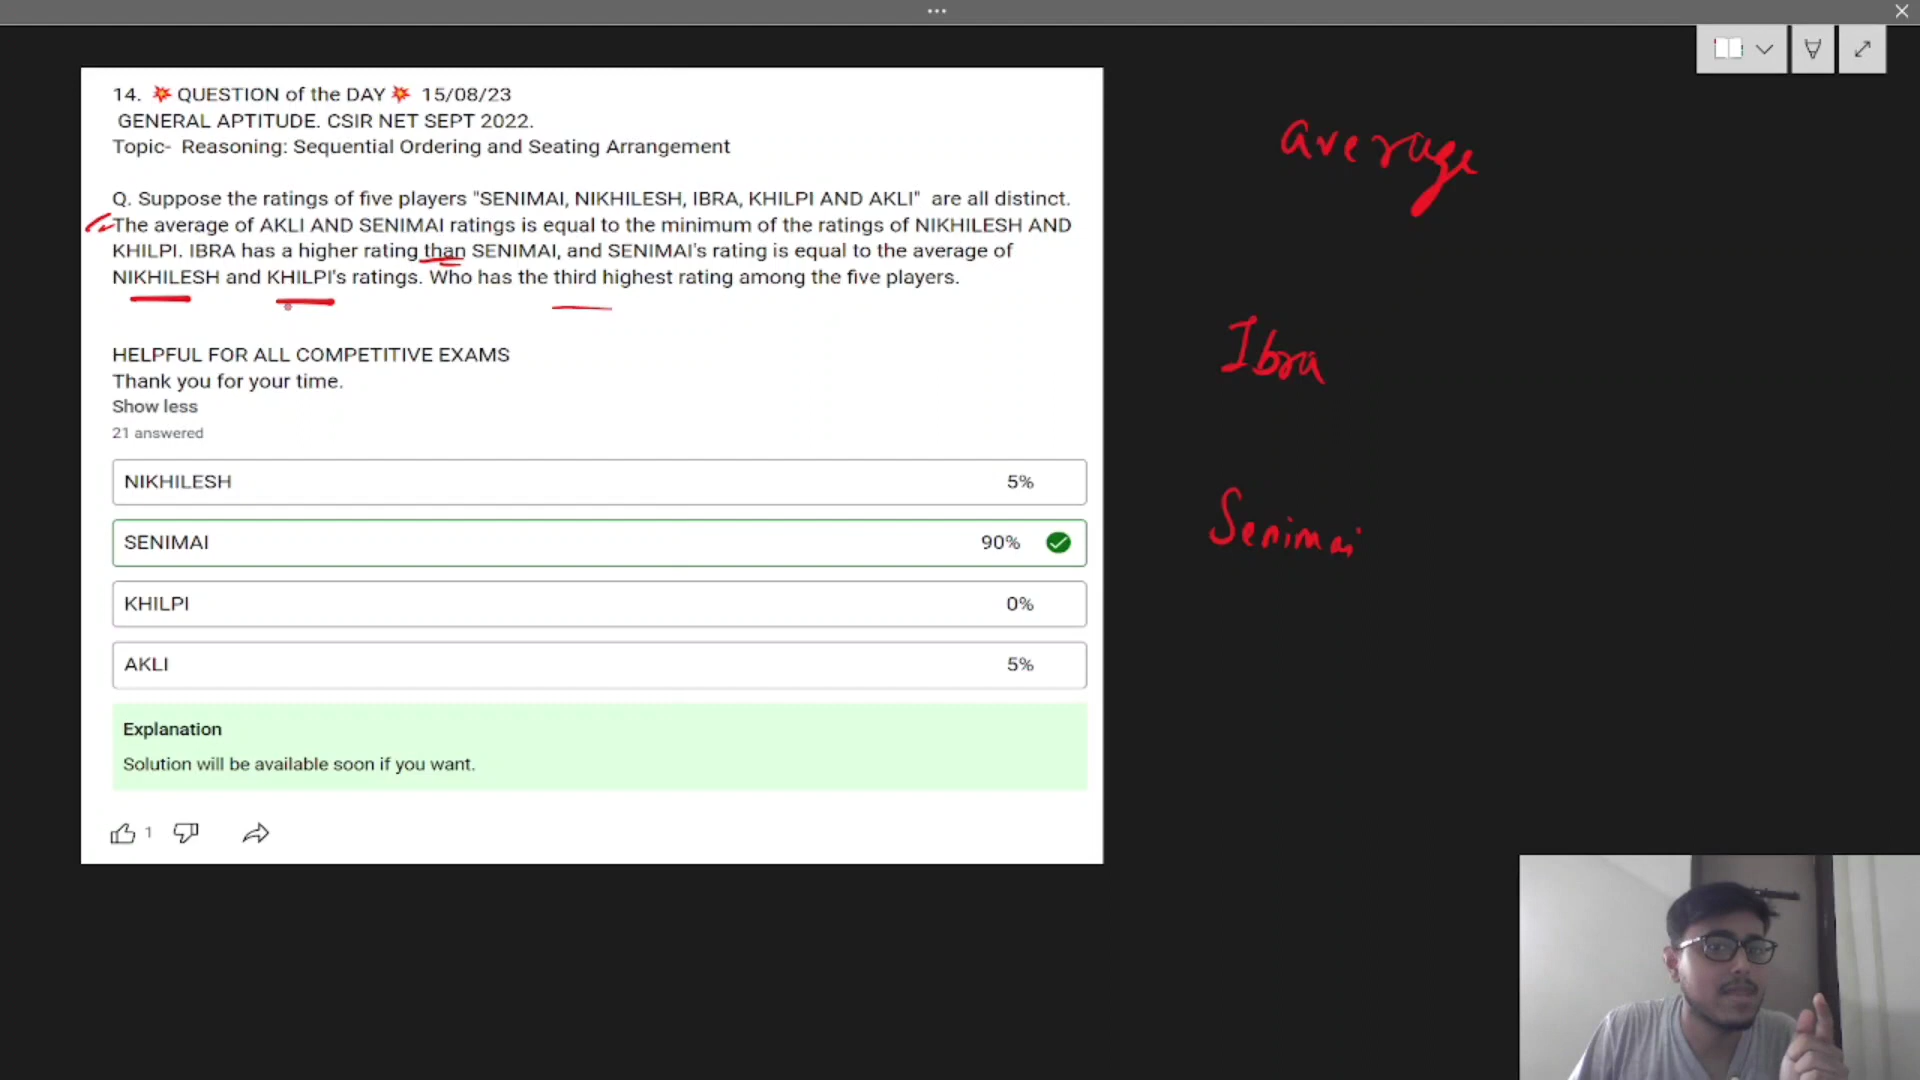 14. 💥 QUESTION of the DAY 💥 15/08/23
GENERAL APTITUDE. CSIR NET SEPT 2022.
Topic- Reasoning: Sequential Ordering and Seating Arrangement
Q. Suppose the ratings of five players "SENIMAI, NIKHILESH, IBRA, KHILPI AND AKLI" are all distinct.
The average of AKLI AND SENIMAI ratings is equal to the minimum of the ratings of NIKHILESH AND
KHILPI. IBRA has a higher rating than SENIMAI, and SENIMAI's rating is equal to the average of
NIKHILESH and KHILPI's ratings. Who has the third highest rating among the five players.
HELPFUL FOR ALL COMPETITIVE EXAMS
Thank you for your time.
Show less
21 answered
NIKHILESH 5%
SENIMAI 90%
KHILPI 0%
AKLI 5%
Explanation
Solution will be available soon if you want.
1
average
Ibra
Senimai